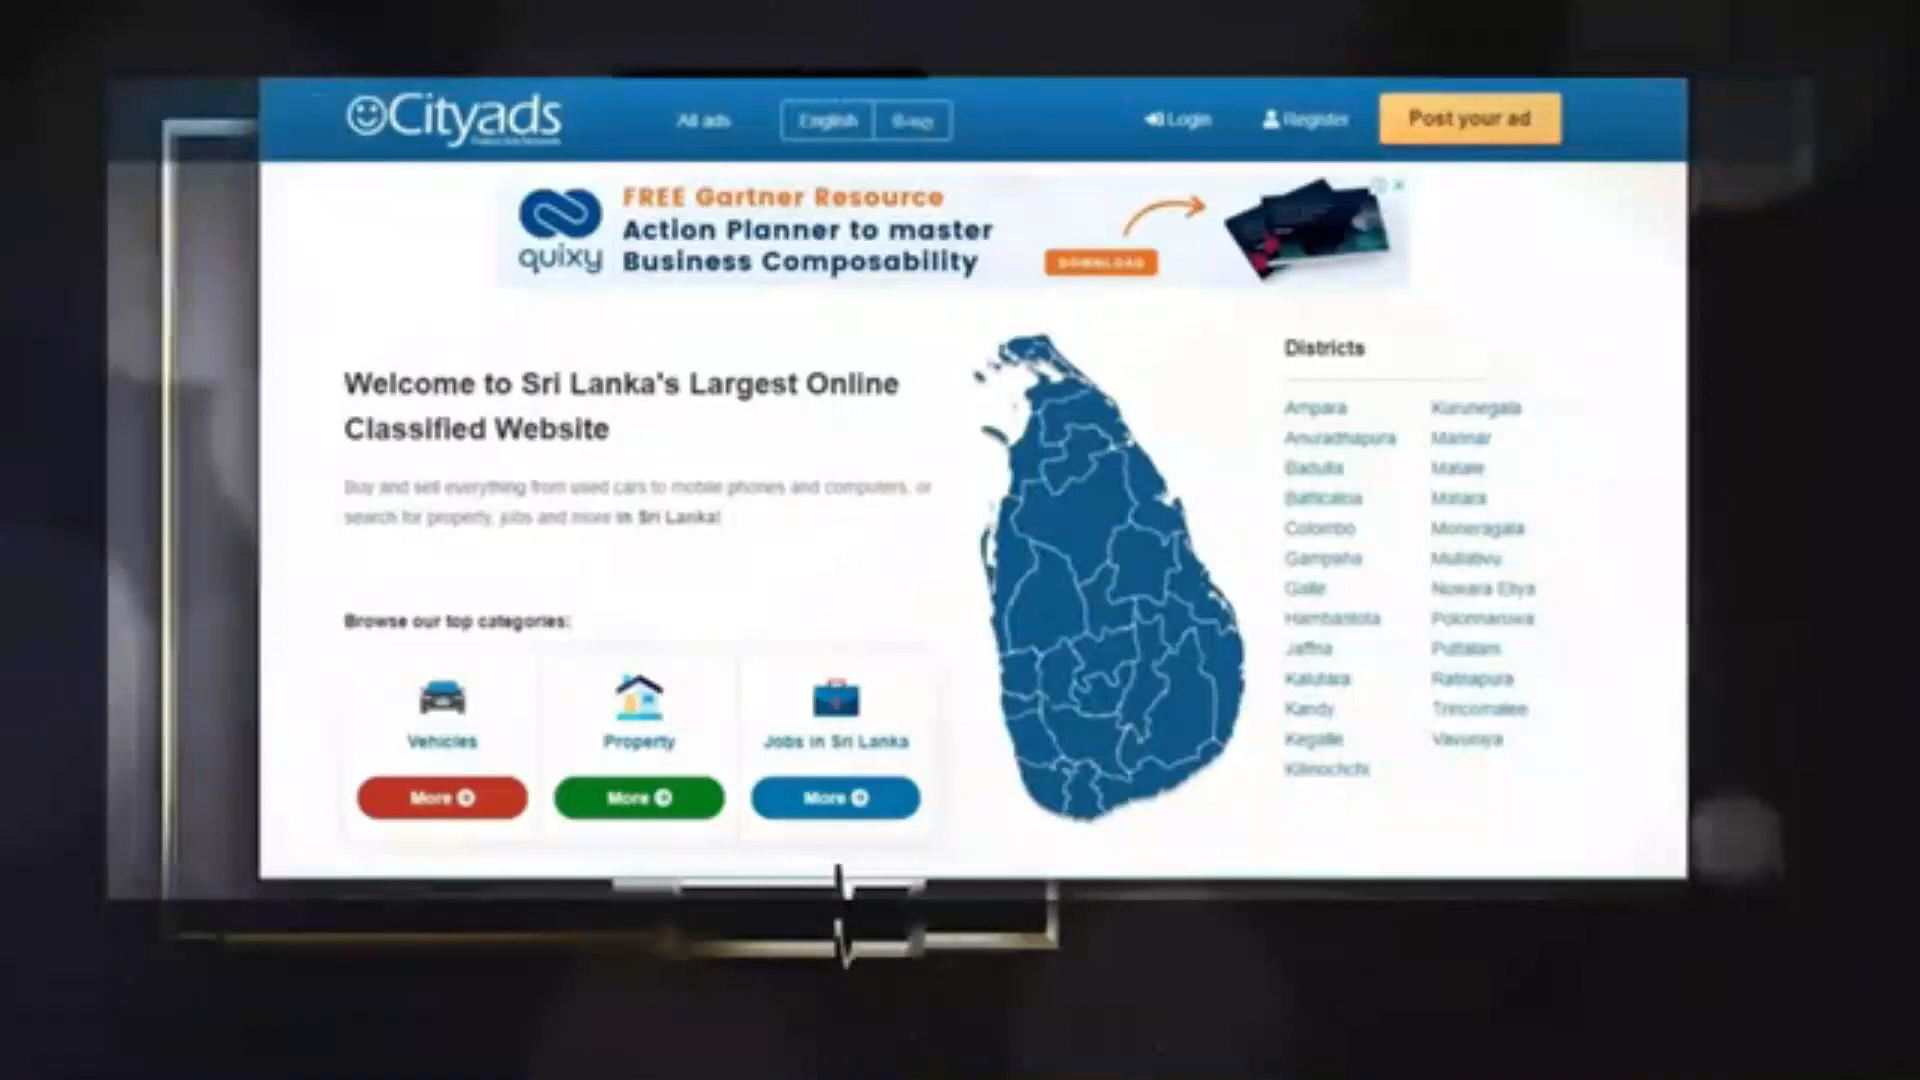 Cityads
All ads
English
Login
Register
Post your ad
quixy
FREE Gartner Resource
Action Planner to master
Business Composability
DOWNLOAD
Welcome to Sri Lanka's Largest Online
Classified Website
Buy and sell everything from used cars to mobile phones and computers, or
search for property, jobs and more in Sri Lanka!
Browse our top categories:
Vehicles
Property
Jobs in Sri Lanka
More
More
More
Districts
Ampara
Anuradhapura
Badulla
Batticaloa
Colombo
Gampaha
Galle
Hambantota
Jaffna
Kalutara
Kandy
Kegalle
Kilinochchi
Kurunegala
Mannar
Matale
Matara
Moneragala
Mullativu
Nuwara Eliya
Polonnaruwa
Puttalam
Ratnapura
Trincomalee
Vavuniya